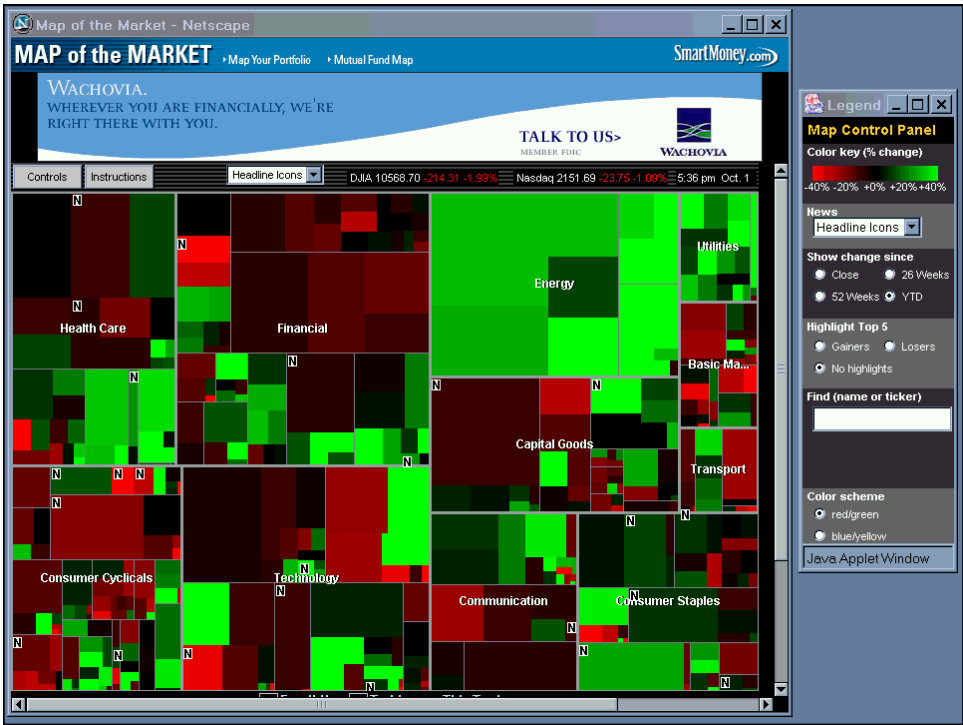 Map of the Market - Netscape
MAP of the MARKET
Map Your Portfolio
Mutual Fund Map
SmartMoney.com
WACHOVIA.
WHEREVER YOU ARE FINANCIALLY, WE'RE
RIGHT THERE WITH YOU.
TALK TO US>
MEMBER FDIC
WACHOVIA
Controls
Instructions
Headline Icons
DJIA 10568.70 -214.31 -1.99%
Nasdaq 2151.69 -23.75 -1.09%
5:36 pm Oct. 1
N
N
Health Care
N
N
Financial
N
N
Energy
Utilities
Basic Ma...
N
N
Capital Goods
Transport
N
N
N
N
Consumer Cyclicals
N
N
N
Technology
N
N
N
Communication
N
N
N
Consumer Staples
N
N
N
N
Legend
Map Control Panel
Color key (% change)
-40% -20% +0% +20% +40%
News
Headline Icons
Show change since
Close
26 Weeks
52 Weeks
YTD
Highlight Top 5
Gainers
Losers
No highlights
Find (name or ticker)
Color scheme
red/green
blue/yellow
Java Applet Window